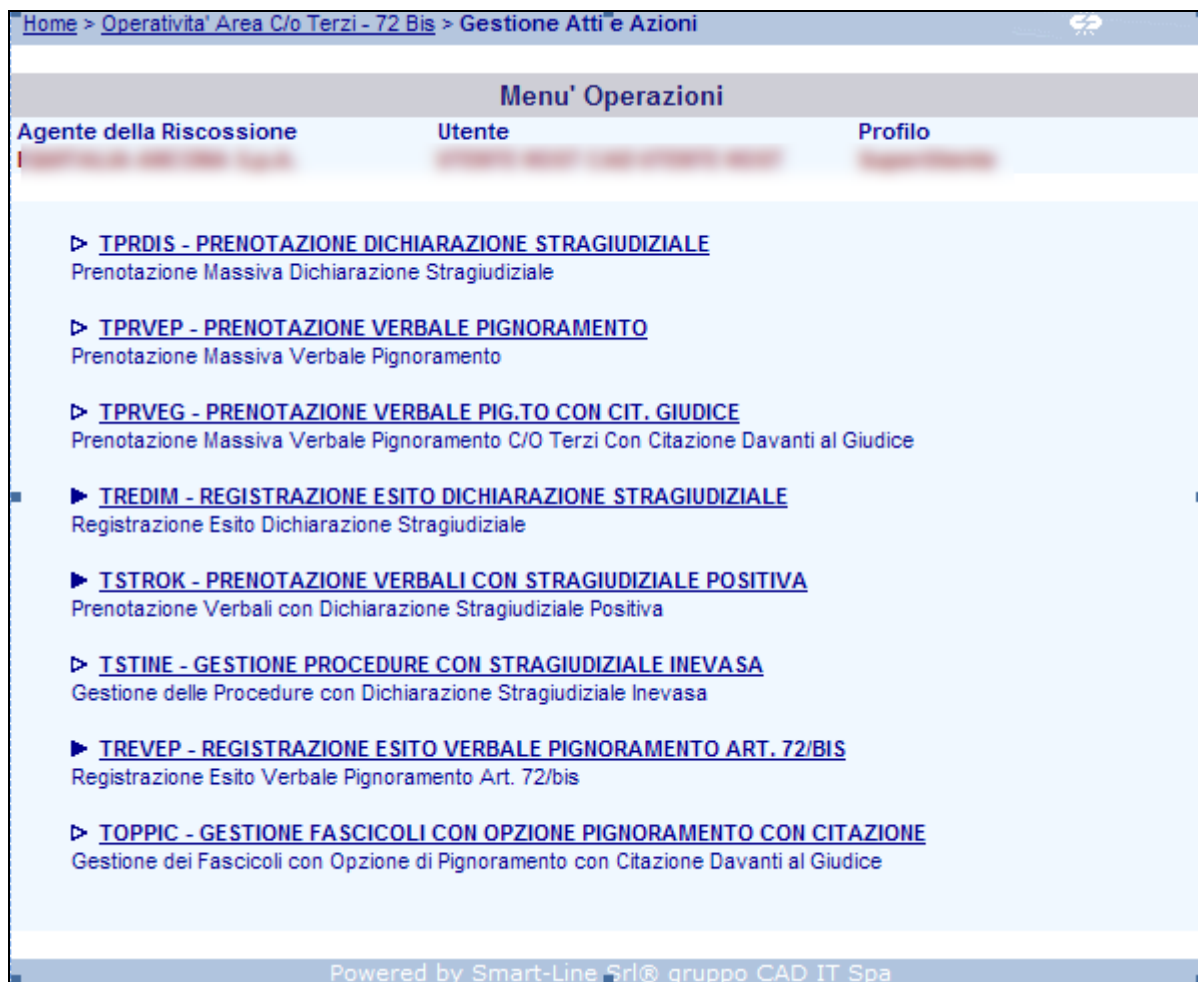 Home > Operativita' Area C/o Terzi - 72 Bis > Gestione Atti e Azioni
Menu' Operazioni
Agente della Riscossione Utente Profilo
TPRDIS - PRENOTAZIONE DICHIARAZIONE STRAGIUDIZIALE
Prenotazione Massiva Dichiarazione Stragiudiziale
TPRVEP - PRENOTAZIONE VERBALE PIGNORAMENTO
Prenotazione Massiva Verbale Pignoramento
TPRVEG - PRENOTAZIONE VERBALE PIG.TO CON CIT. GIUDICE
Prenotazione Massiva Verbale Pignoramento C/O Terzi Con Citazione Davanti al Giudice
TREDIM - REGISTRAZIONE ESITO DICHIARAZIONE STRAGIUDIZIALE
Registrazione Esito Dichiarazione Stragiudiziale
TSTROK - PRENOTAZIONE VERBALI CON STRAGIUDIZIALE POSITIVA
Prenotazione Verbali con Dichiarazione Stragiudiziale Positiva
TSTINE - GESTIONE PROCEDURE CON STRAGIUDIZIALE INEVASA
Gestione delle Procedure con Dichiarazione Stragiudiziale Inevasa
TREVEP - REGISTRAZIONE ESITO VERBALE PIGNORAMENTO ART. 72/BIS
Registrazione Esito Verbale Pignoramento Art. 72/bis
TOPPIC - GESTIONE FASCICOLI CON OPZIONE PIGNORAMENTO CON CITAZIONE
Gestione dei Fascicoli con Opzione di Pignoramento con Citazione Davanti al Giudice
Powered by Smart-Line Srl® gruppo CAD IT Spa